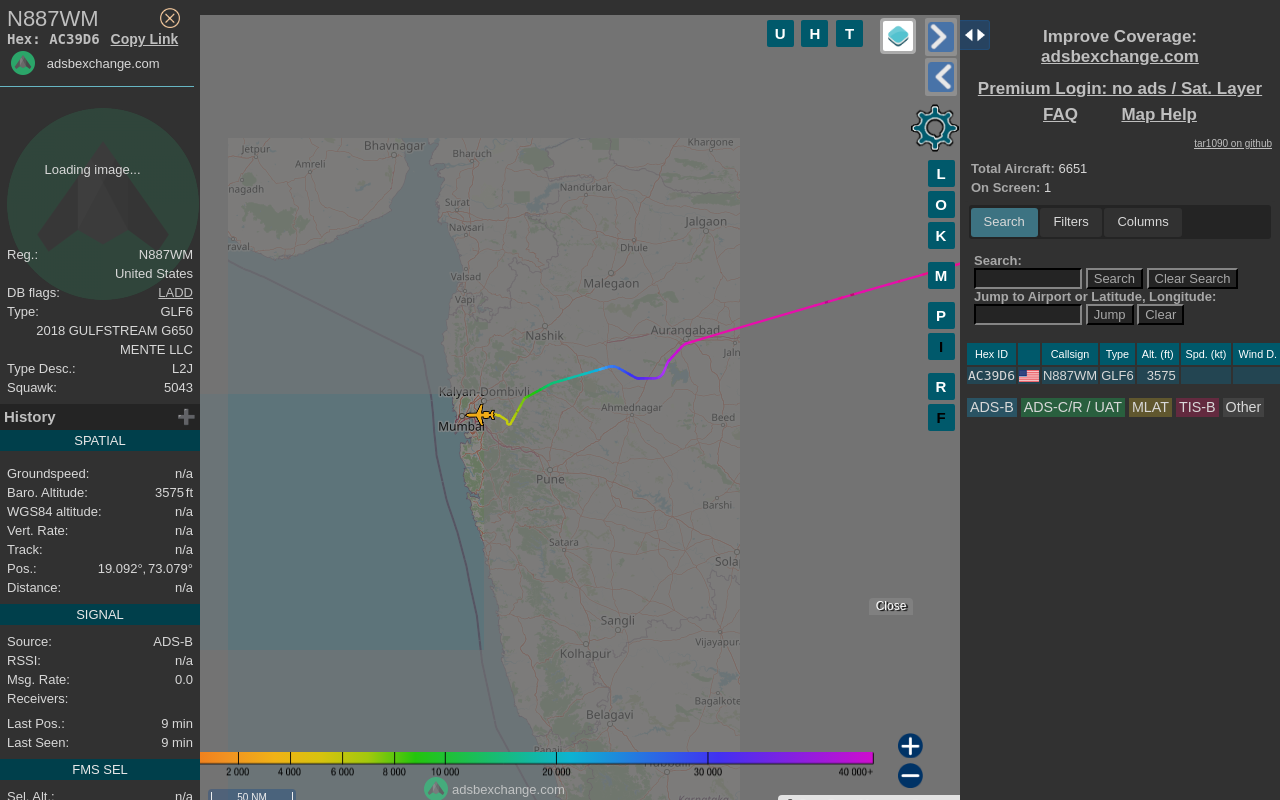 N887WM
Hex: AC39D6 Copy Link
adsbexchange.com
Loading image...
Reg.: N887WM
United States
DB flags: LADD
Type: GLF6
2018 GULFSTREAM G650
MENTE LLC
Type Desc.: L2J
Squawk: 5043
History
SPATIAL
Groundspeed: n/a
Baro. Altitude: 3575 ft
WGS84 altitude: n/a
Vert. Rate: n/a
Track: n/a
Pos.: 19.092°, 73.079°
Distance: n/a
SIGNAL
Source: ADS-B
RSSI: n/a
Msg. Rate: 0.0
Receivers:
Last Pos.: 9 min
Last Seen: 9 min
FMS SEL
Sel. Alt.: n/a
U H T
L
O
K
M
P
I
R
F
Jetpur
Bhavnagar
Amreli
Bharuch
Khargone
nagadh
Nandurbar
Surat
Navsari
Jalgaon
raval
Dhule
Valsad
Malegaon
Vapi
Nashik
Aurangabad
Jaln
Kalyan-Dombivli
Ahmednagar
Beed
Mumbai
Pune
Barshi
Satara
Sola
Close
Sangli
Vijayapur
Kolhapur
Bagalkote
Belagavi
Panaj
2 000 4 000 6 000 8 000 10 000 20 000 30 000 40 000+
adsbexchange.com
50 NM
Improve Coverage:
adsbexchange.com
Premium Login: no ads / Sat. Layer
FAQ Map Help
tar1090 on github
Total Aircraft: 6651
On Screen: 1
Search Filters Columns
Search:
Search Clear Search
Jump to Airport or Latitude, Longitude:
Jump Clear
Hex ID Callsign Type Alt. (ft) Spd. (kt) Wind D.
AC39D6 N887WM GLF6 3575
ADS-B ADS-C/R / UAT MLAT TIS-B Other